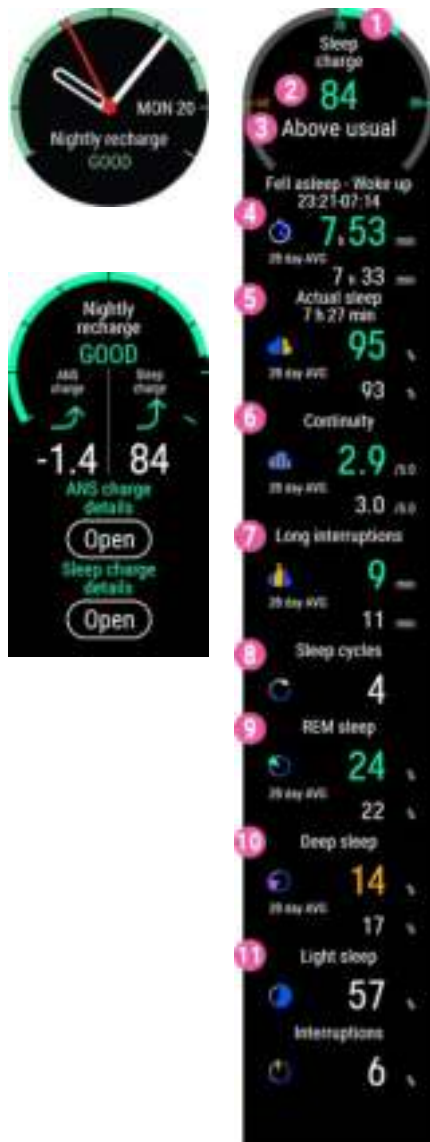 MON 20
Nightly recharge
GOOD
Nightly
recharge
GOOD
ANS
charge
Sleep
charge
-1.4
84
ANS charge
details
Open
Sleep charge
details
Open
1
Sleep
charge
2
84
3
Above usual
Fell asleep - Woke up
23:21-07:14
4
7 h 53 min
28 day AVG
7 h 33 min
5
Actual sleep
7 h 27 min
95 %
28 day AVG
93 %
6
Continuity
2.9 /5.0
28 day AVG
3.0 /5.0
7
Long interruptions
9 min
28 day AVG
11 min
8
Sleep cycles
4
9
REM sleep
24 %
28 day AVG
22 %
10
Deep sleep
14 %
28 day AVG
17 %
11
Light sleep
57 %
Interruptions
6 %